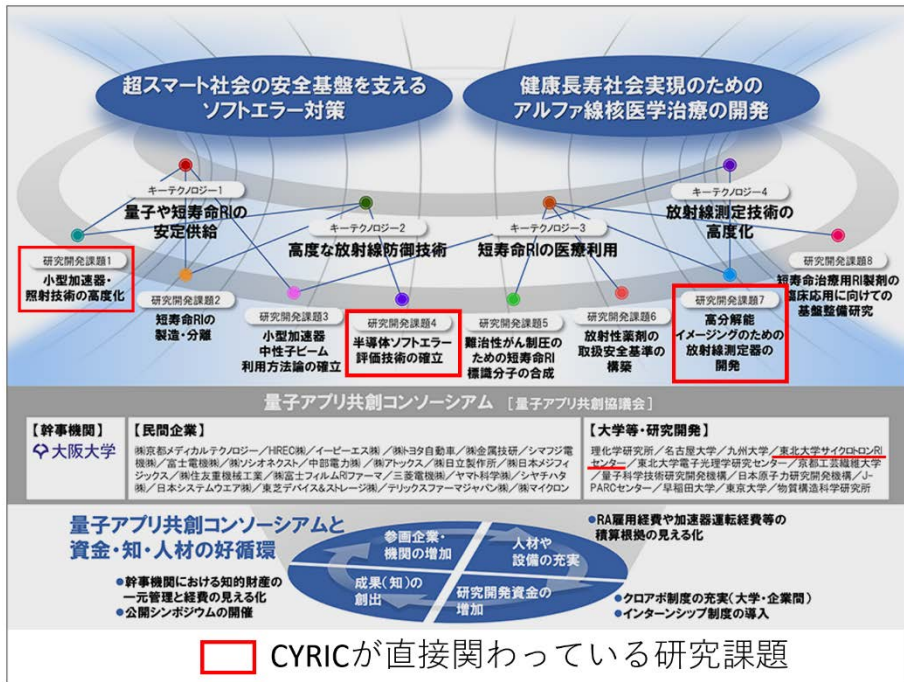 超スマート社会の安全基盤を支える
ソフトエラー対策
健康長寿社会実現のための
アルファ線核医学治療の開発
キーテクノロジー1
量子や短寿命RIの
安定供給
キーテクノロジー2
高度な放射線防御技術
キーテクノロジー3
短寿命RIの医療利用
キーテクノロジー4
放射線測定技術の
高度化
研究開発課題1
小型加速器・
照射技術の高度化
研究開発課題2
短寿命RIの
製造・分離
研究開発課題3
小型加速器
中性子ビーム
利用方法論の確立
研究開発課題4
半導体ソフトエラー
評価技術の確立
研究開発課題5
難治性がん制圧の
ための短寿命RI
標識分子の合成
研究開発課題6
放射性薬剤の
取扱安全基準の
構築
研究開発課題7
高分解能
イメージングのための
放射線測定器の
開発
研究開発課題8
短寿命治療用RI製剤の
臨床応用に向けての
基盤整備研究
量子アプリ共創コンソーシアム [量子アプリ共創協議会]
【幹事機関】
大阪大学
【民間企業】
㈱京都メディカルテクノロジー/HIREC㈱/イーピーエス㈱/㈱トヨタ自動車/㈱金属技研/シマフジ電
機㈱/富士電機㈱/㈱ソシオネクスト/中部電力㈱/㈱アトックス/㈱日立製作所/㈱日本メジフィ
ジックス/㈱住友重機械工業/㈱富士フィルムRIファーマ/三菱電機㈱/ヤマト科学㈱/シヤチハタ
㈱/日本システムウエア㈱/東芝デバイス&ストレージ㈱/テリックスファーマジャパン㈱/㈱マイクロン
【大学等・研究開発】
理化学研究所/名古屋大学/九州大学/東北大学サイクロトロンRI
センター/東北大学電子光理学研究センター/京都工芸繊維大学
/量子科学技術研究開発機構/日本原子力研究開発機構/J-
PARCセンター/早稲田大学/東京大学/物質構造科学研究所
量子アプリ共創コンソーシアムと
資金・知・人材の好循環
●幹事機関における知的財産の
一元管理と経費の見える化
●公開シンポジウムの開催
参画企業・
機関の増加
人材や
設備の充実
成果(知)の
創出
研究開発資金の
増加
●RA雇用経費や加速器運転経費等の
積算根拠の見える化
●クロアポ制度の充実(大学・企業間)
●インターンシップ制度の導入
CYRICが直接関わっている研究課題